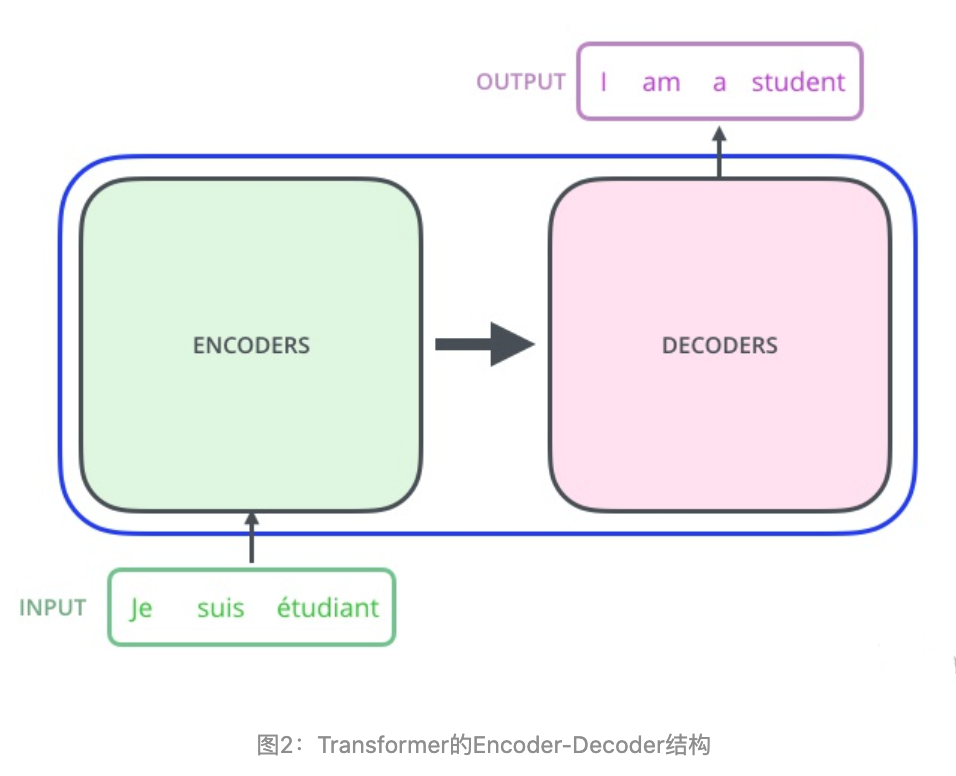 OUTPUT I am a student
ENCODERS DECODERS
INPUT Je suis étudiant
图2：Transformer的Encoder-Decoder结构